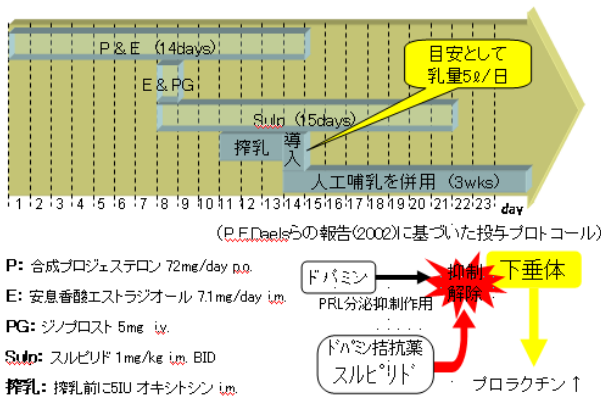 P & E (14days)
目安として
乳量5ℓ/日
E & PG
Sulp (15days)
搾乳
導入
人工哺乳を併用 (3wks)
1 2 3 4 5 6 7 8 9 10 11 12 13 14 15 16 17 18 19 20 21 22 23 day
(P.F.Daelsらの報告(2002)に基づいた投与プロトコール)
P: 合成プロジェステロン 72mg/day p.o.
E: 安息香酸エストラジオール 7.1mg/day i.m.
PG: ジノプロスト 5mg i.v.
Sulp: スルピリド 1mg/kg i.m. BID
搾乳: 搾乳前に5IU オキシトシン i.m.
ドパミン
抑制
解除
下垂体
PRL分泌抑制作用
ドパミン拮抗薬
スルピリド
プロラクチン↑